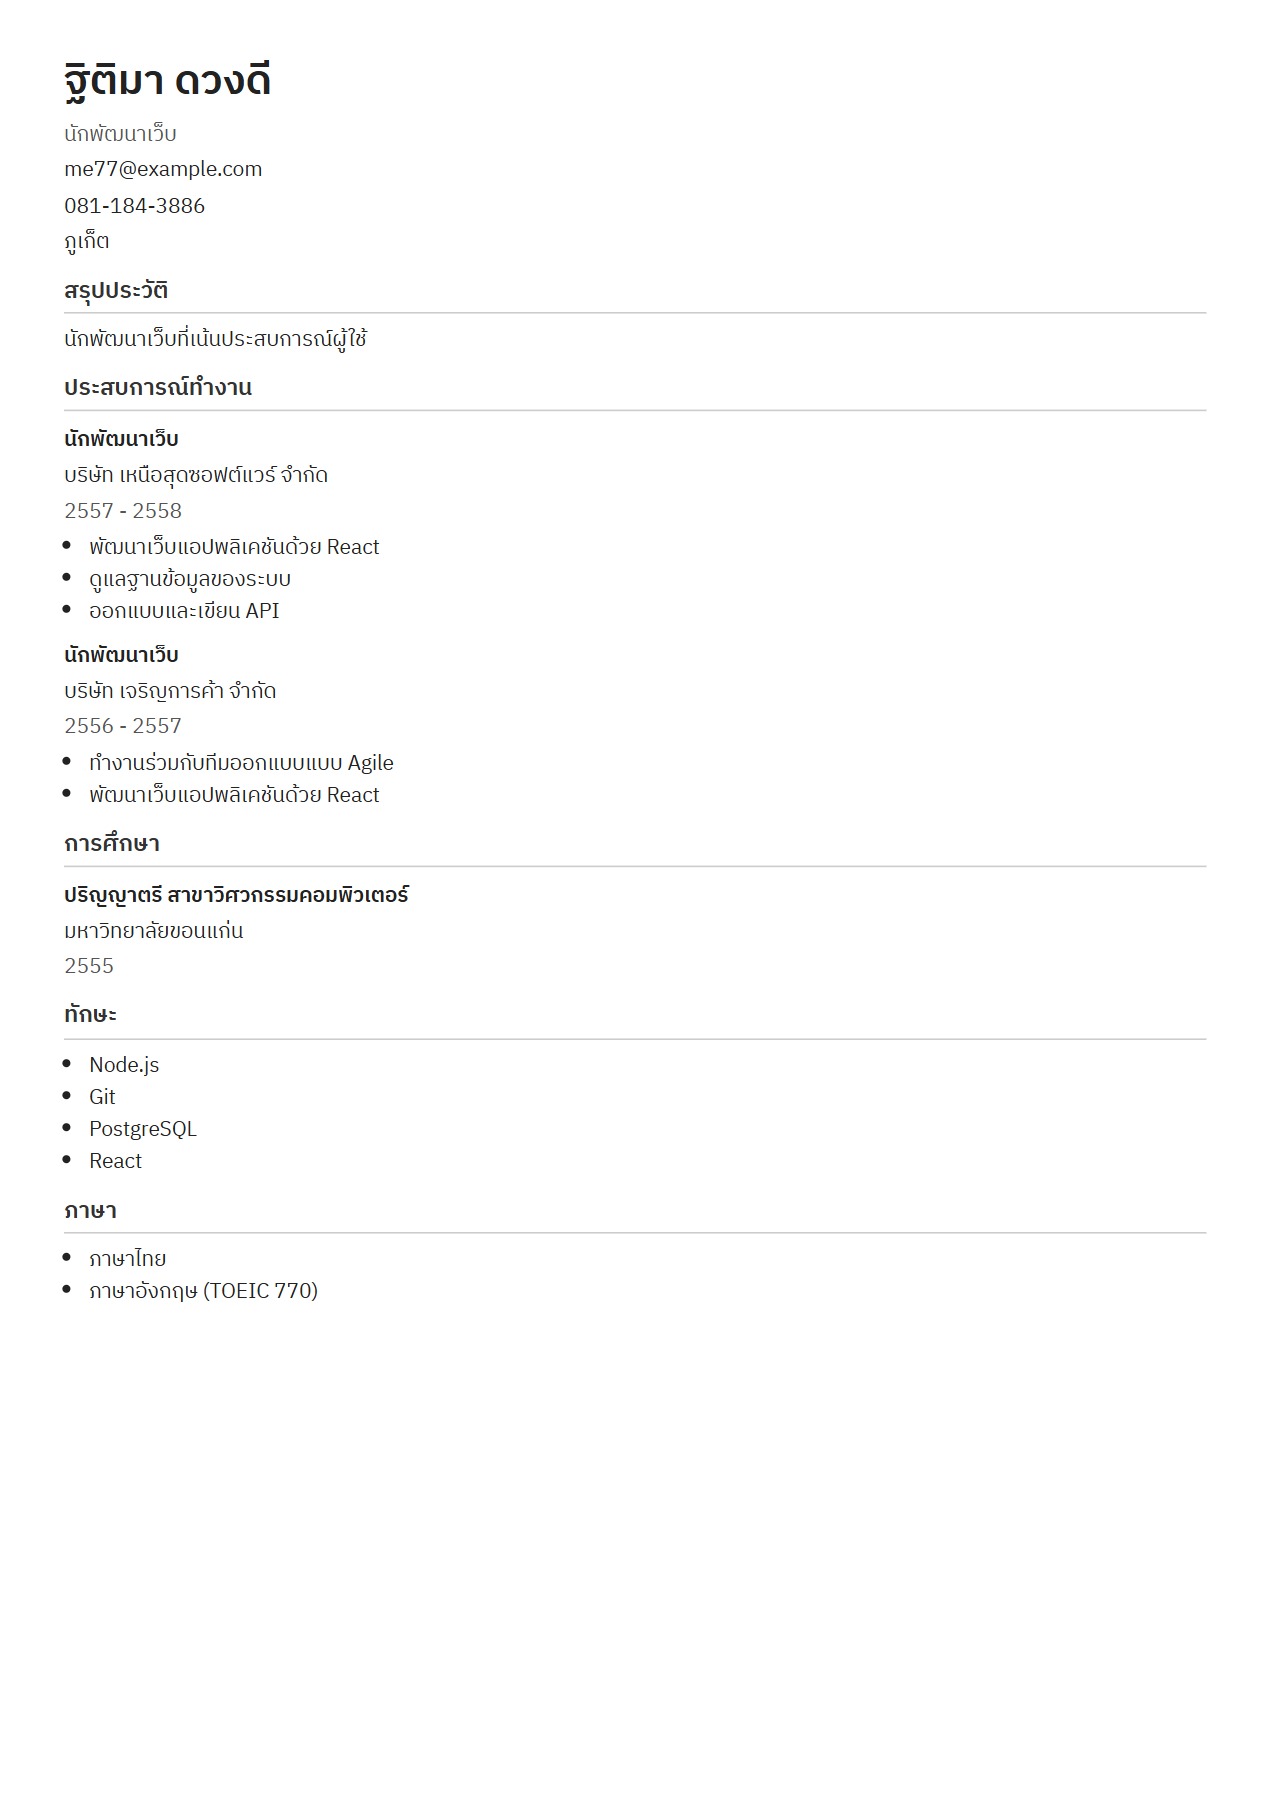 ฐิติมา ดวงดี
นักพัฒนาเว็บ
me77@example.com
081-184-3886
ภูเก็ต
สรุปประวัติ
นักพัฒนาเว็บที่เน้นประสบการณ์ผู้ใช้
ประสบการณ์ทำงาน
นักพัฒนาเว็บ
บริษัท เหนือสุดซอฟต์แวร์ จำกัด
2557 - 2558
• พัฒนาเว็บแอปพลิเคชันด้วย React
• ดูแลฐานข้อมูลของระบบ
• ออกแบบและเขียน API
นักพัฒนาเว็บ
บริษัท เจริญการค้า จำกัด
2556 - 2557
• ทำงานร่วมกับทีมออกแบบแบบ Agile
• พัฒนาเว็บแอปพลิเคชันด้วย React
การศึกษา
ปริญญาตรี สาขาวิศวกรรมคอมพิวเตอร์
มหาวิทยาลัยขอนแก่น
2555
ทักษะ
• Node.js
• Git
• PostgreSQL
• React
ภาษา
• ภาษาไทย
• ภาษาอังกฤษ (TOEIC 770)